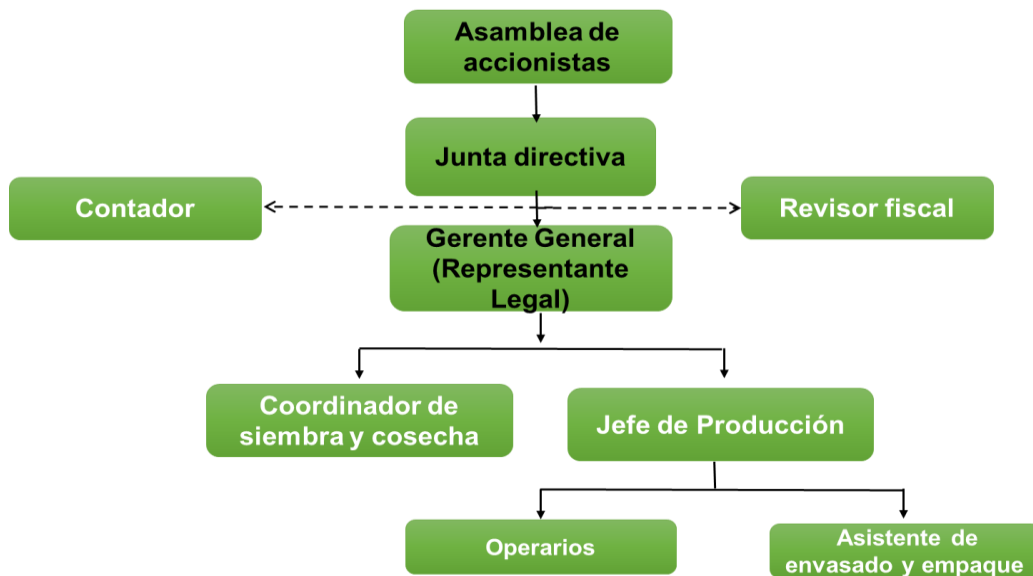 Asamblea de
accionistas
Junta directiva
Contador
Revisor fiscal
Gerente General
(Representante
Legal)
Coordinador de
siembra y cosecha
Jefe de Producción
Operarios
Asistente de
envasado y empaque